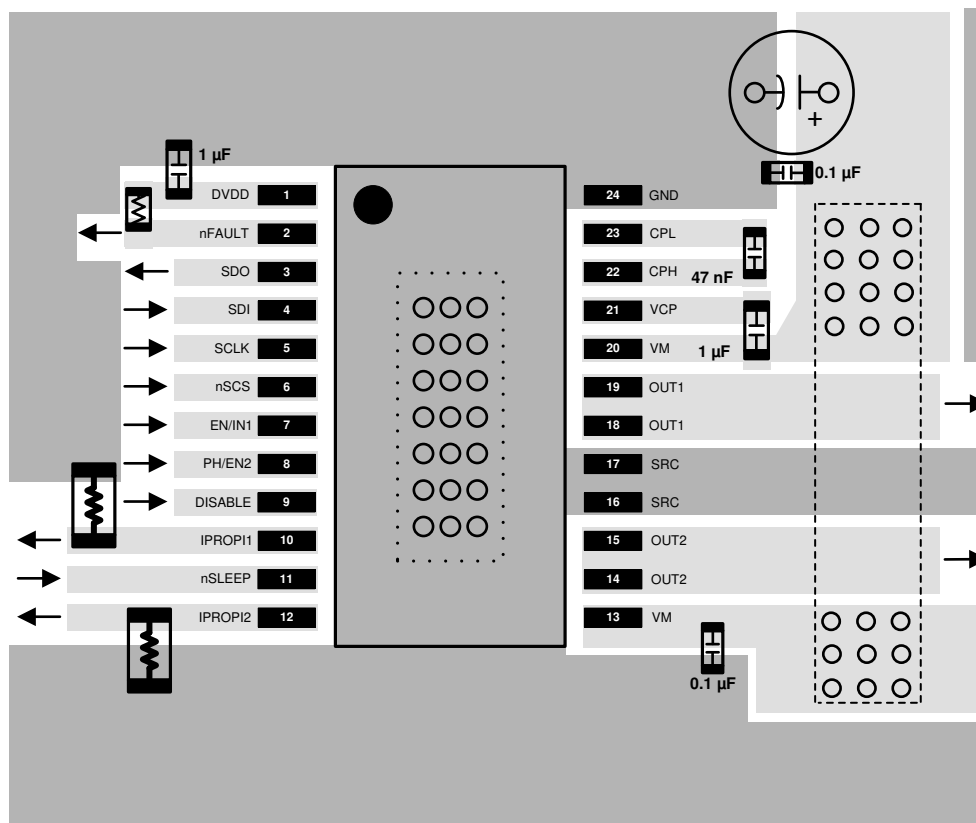 +
0.1 µF
1 µF
DVDD 1
nFAULT 2
SDO 3
SDI 4
SCLK 5
nSCS 6
EN/IN1 7
PH/EN2 8
DISABLE 9
IPROPI1 10
nSLEEP 11
IPROPI2 12
24 GND
23 CPL
22 CPH
47 nF
21 VCP
20 VM
1 µF
19 OUT1
18 OUT1
17 SRC
16 SRC
15 OUT2
14 OUT2
13 VM
0.1 µF